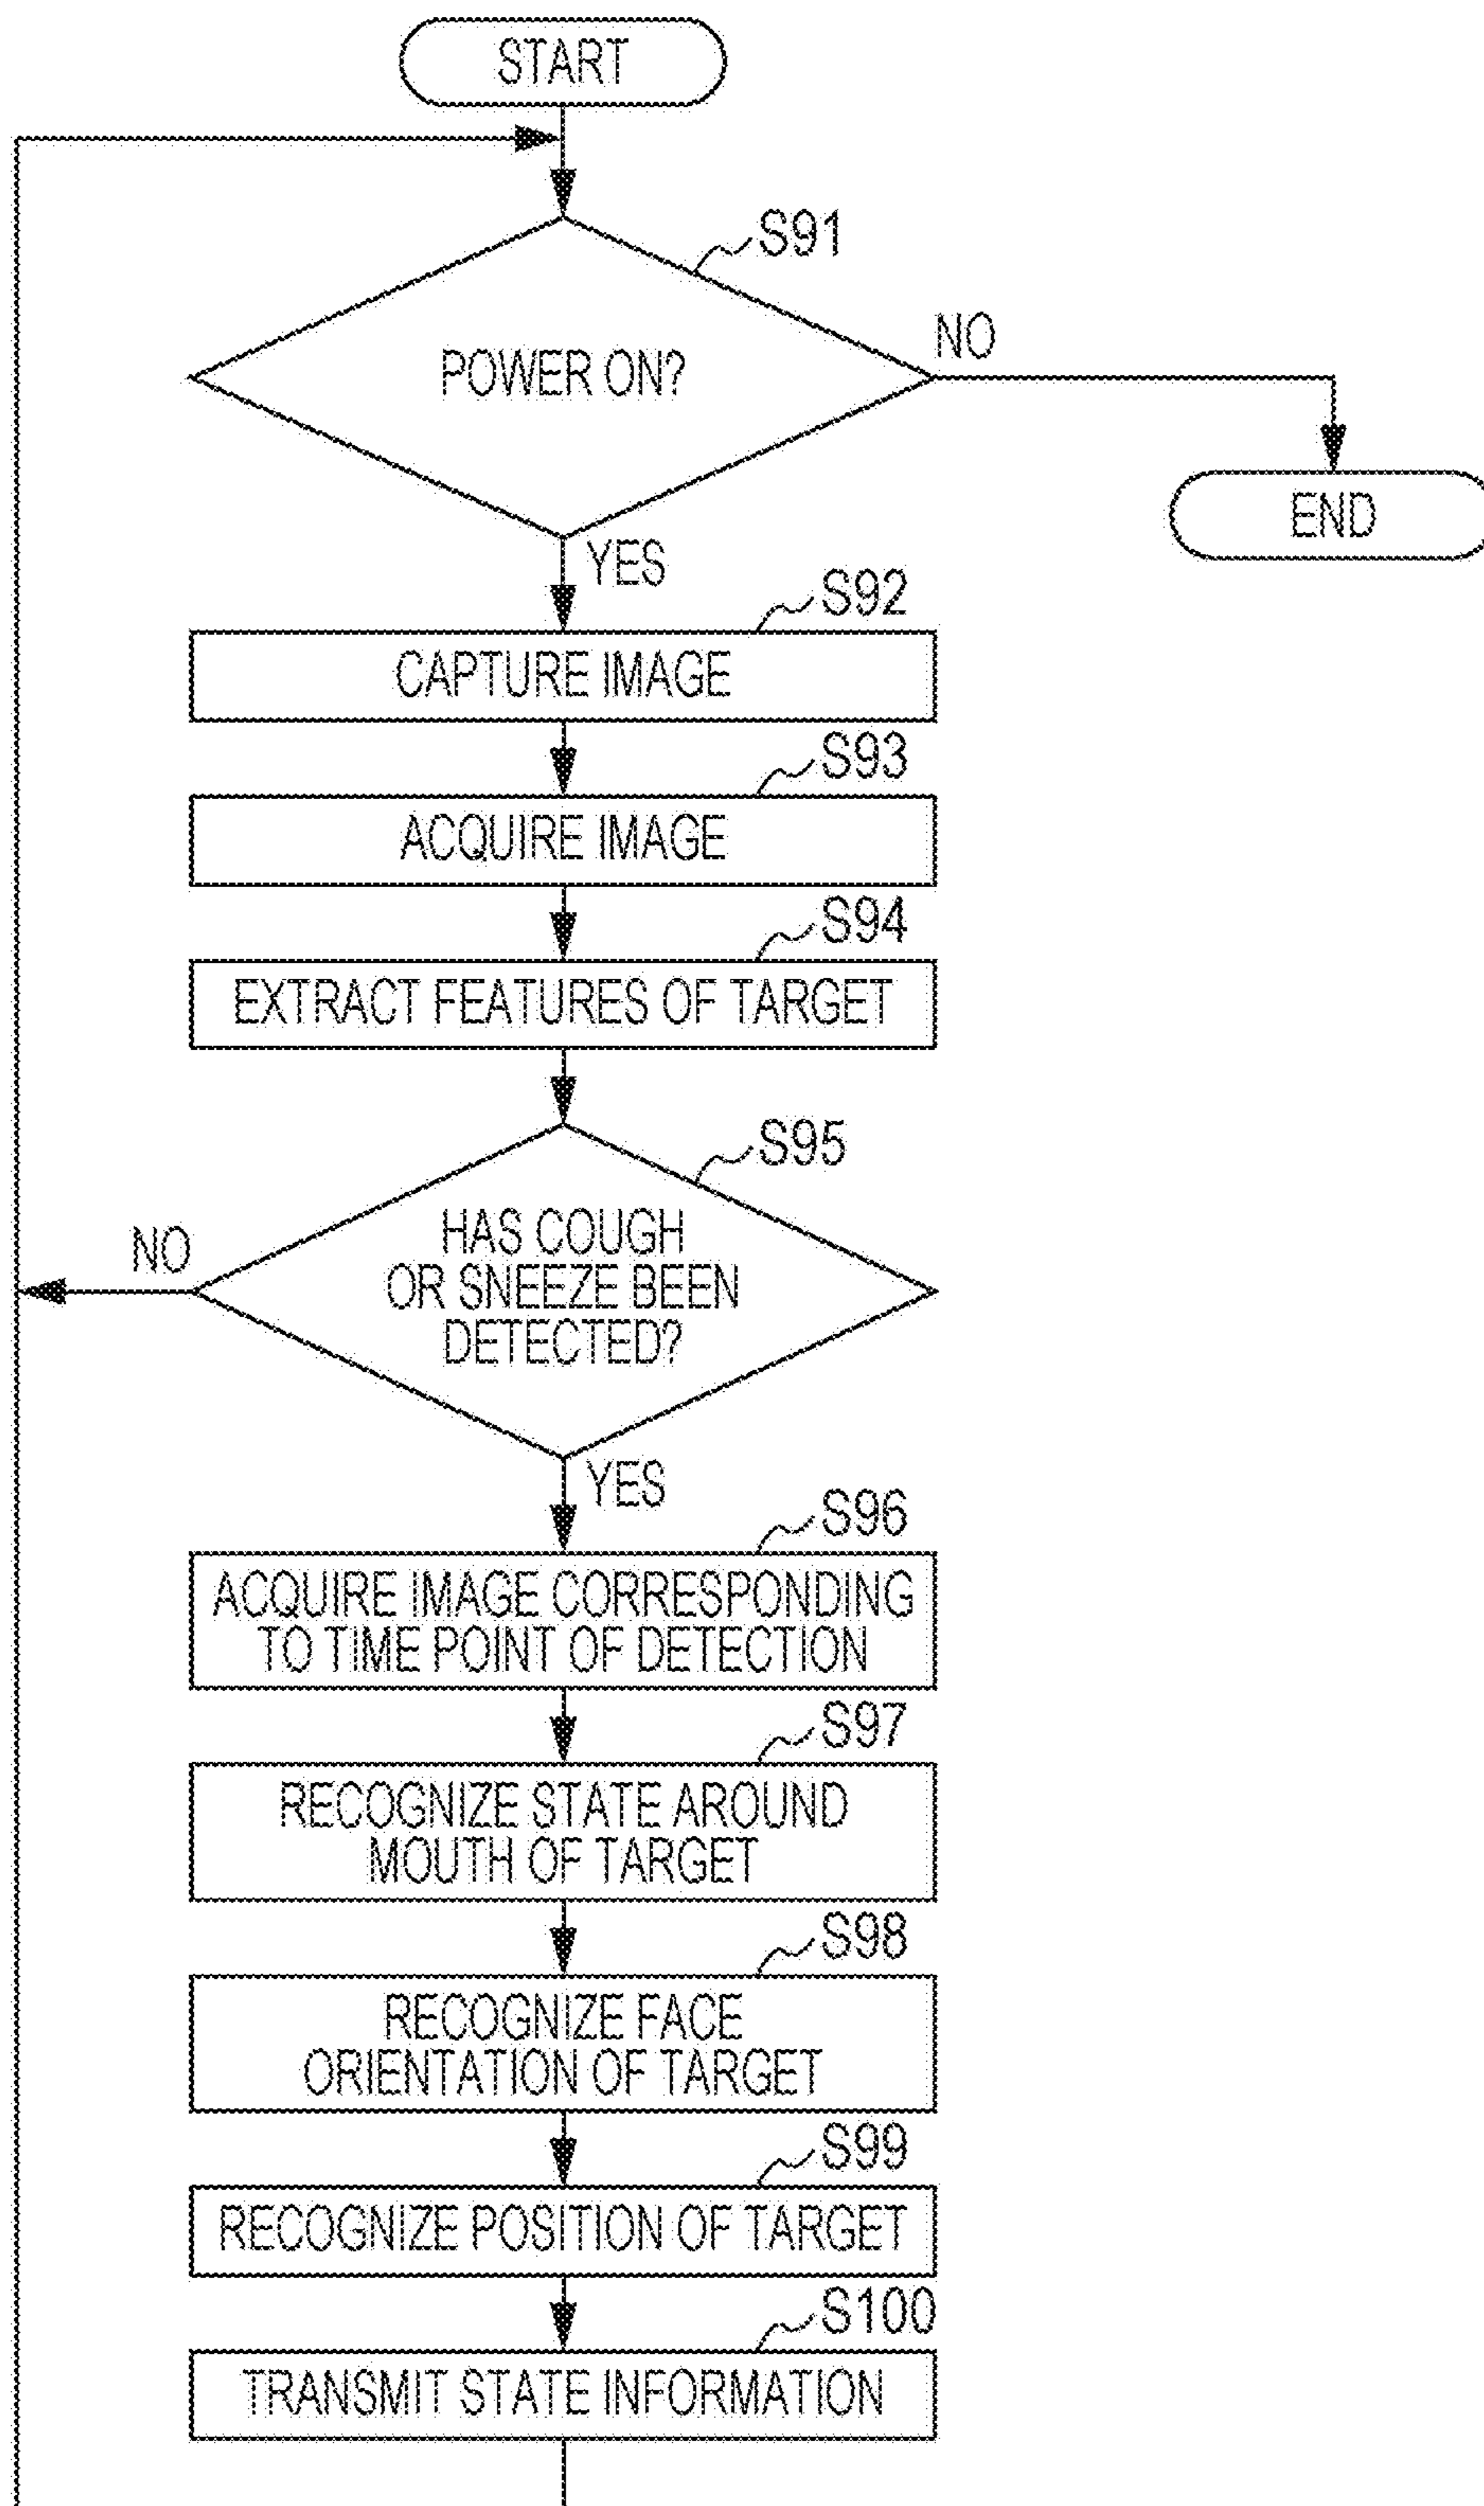 START
S91
POWER ON?
NO
END
YES
S92
CAPTURE IMAGE
S93
ACQUIRE IMAGE
S94
EXTRACT FEATURES OF TARGET
S95
HAS COUGH
OR SNEEZE BEEN
DETECTED?
NO
YES
S96
ACQUIRE IMAGE CORRESPONDING
TO TIME POINT OF DETECTION
S97
RECOGNIZE STATE AROUND
MOUTH OF TARGET
S98
RECOGNIZE FACE
ORIENTATION OF TARGET
S99
RECOGNIZE POSITION OF TARGET
S100
TRANSMIT STATE INFORMATION